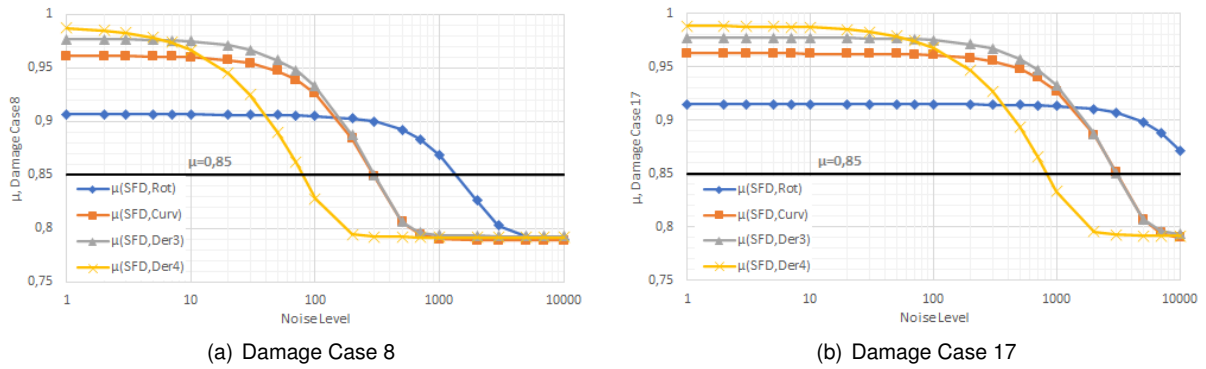 1
0,95
0,9
0,85
0,8
0,75
μ, Damage Case8
μ=0,85
μ(SFD,Rot)
μ(SFD,Curv)
μ(SFD,Der3)
μ(SFD,Der4)
1 10 100 1000 10000
Noise Level
(a) Damage Case 8
1
0,95
0,9
0,85
0,8
0,75
μ, Damage Case 17
μ=0,85
μ(SFD,Rot)
μ(SFD,Curv)
μ(SFD,Der3)
μ(SFD,Der4)
1 10 100 1000 10000
Noise Level
(b) Damage Case 17